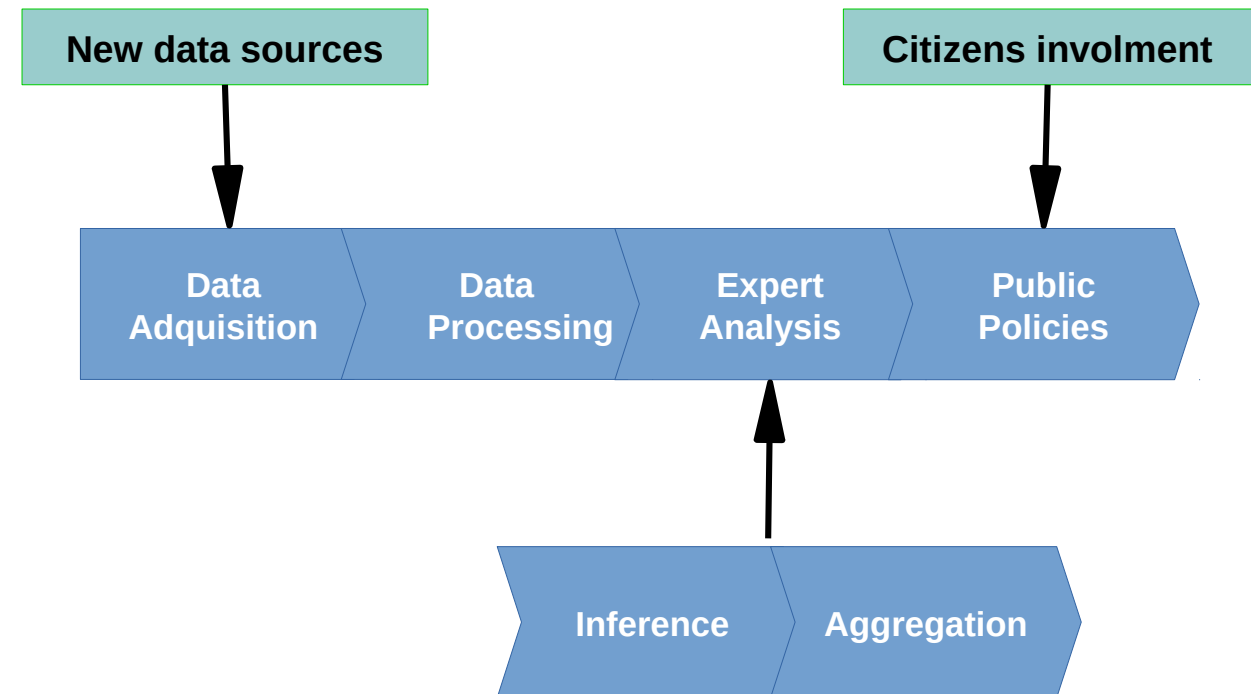 New data sources
Citizens involment
Data
Adquisition
Data
Processing
Expert
Analysis
Public
Policies
Inference
Aggregation